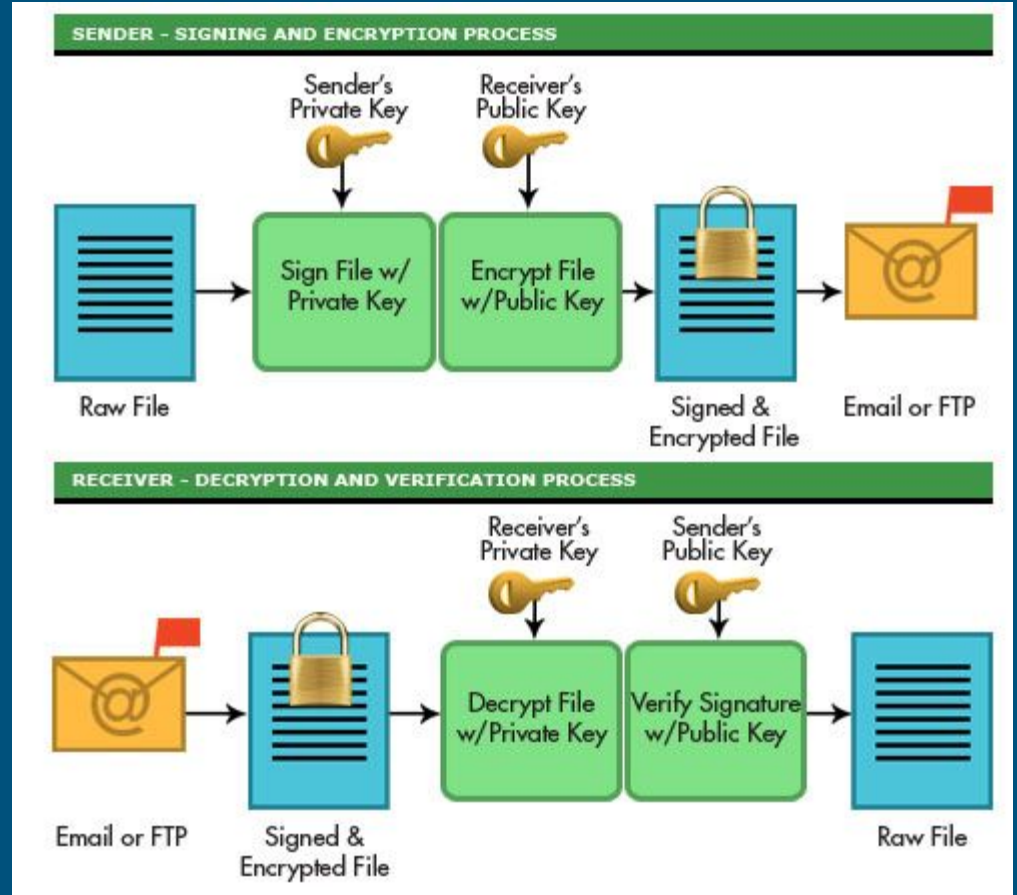 SENDER - SIGNING AND ENCRYPTION PROCESS
Sender's
Private Key
Receiver's
Public Key
Sign File w/
Private Key
Encrypt File
w/Public Key
@
Raw File
Signed &
Encrypted File
Email or FTP
RECEIVER - DECRYPTION AND VERIFICATION PROCESS
Receiver's
Private Key
Sender's
Public Key
@
Decrypt File
w/Private Key
Verify Signature
w/Public Key
Email or FTP
Signed &
Encrypted File
Raw File